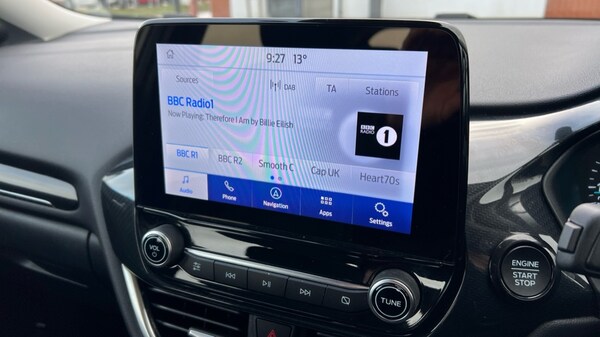 9:27 13°
Sources
DAB
TA
Stations
BBC Radio1
Now Playing: Therefore I Am by Billie Eilish
BBC
RADIO
1
BBC R1
BBC R2
Smooth C
Cap UK
Heart70s
Audio
Phone
Navigation
Apps
Settings
VOL
TUNE
ENGINE
START
STOP